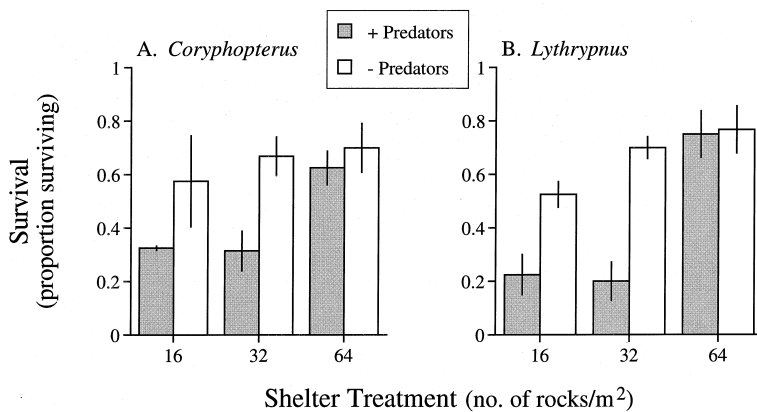 + Predators
- Predators
A. Coryphopterus
B. Lythrypnus
Survival
(proportion surviving)
1
0.8
0.6
0.4
0.2
0
16
32
64
1
0.8
0.6
0.4
0.2
0
16
32
64
Shelter Treatment (no. of rocks/m²)